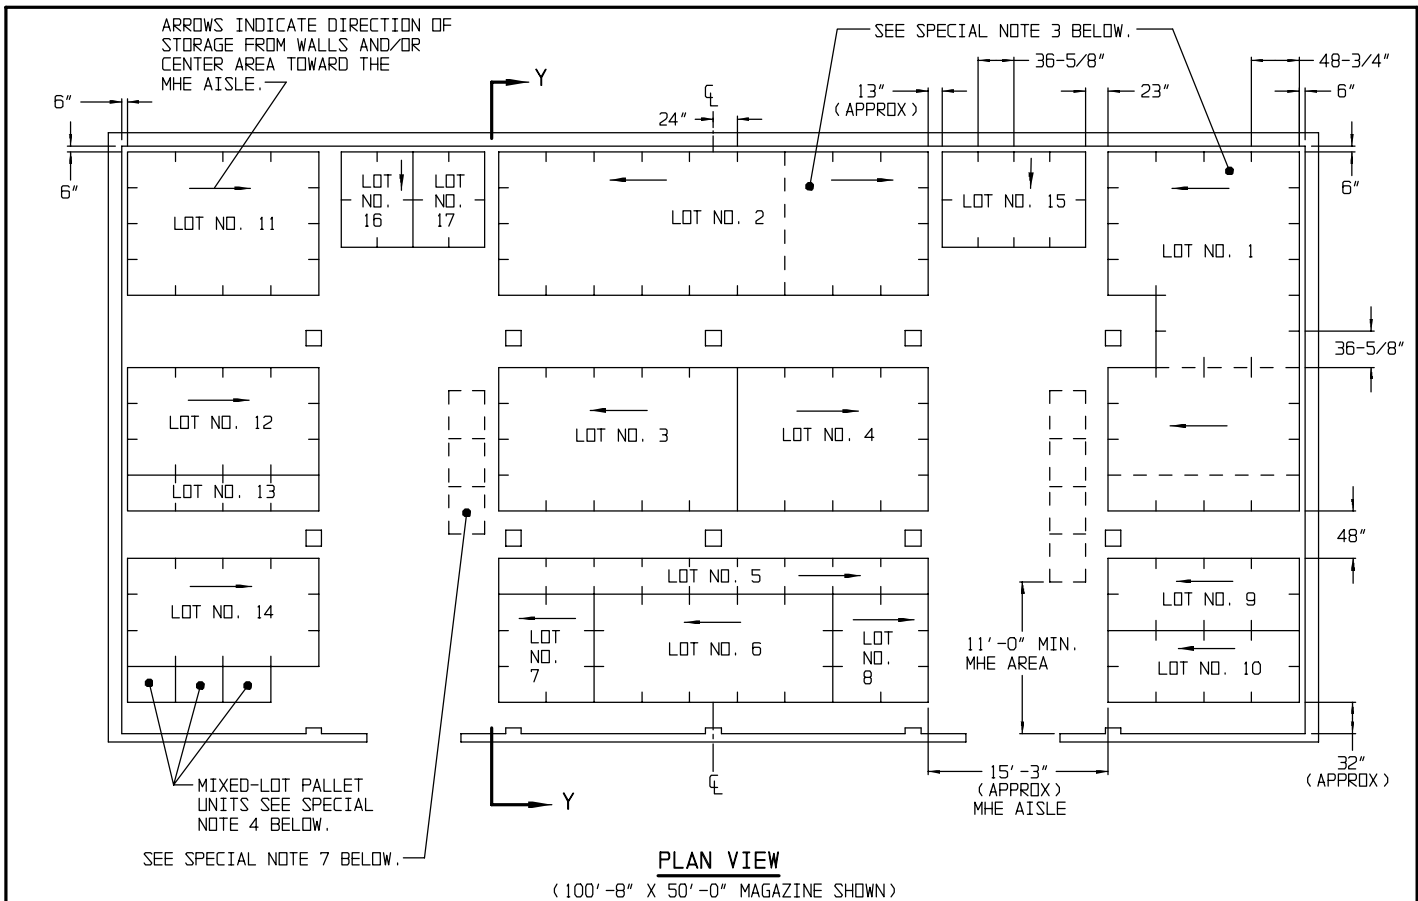 ARROWS INDICATE DIRECTION OF
STORAGE FROM WALLS AND/OR
CENTER AREA TOWARD THE
MHE AISLE.
SEE SPECIAL NOTE 3 BELOW.
36-5/8"
48-3/4"
6"
Y
13"
(APPROX)
℄
24"
23"
6"
6"
6"
LOT NO. 11
LOT
NO.
16
LOT
NO.
17
LOT NO. 2
LOT NO. 15
LOT NO. 1
36-5/8"
LOT NO. 12
LOT NO. 13
LOT NO. 3
LOT NO. 4
48"
LOT NO. 14
LOT NO. 5
LOT
NO.
7
LOT NO. 6
LOT
NO.
8
11'-0" MIN.
MHE AREA
LOT NO. 9
LOT NO. 10
MIXED-LOT PALLET
UNITS SEE SPECIAL
NOTE 4 BELOW.
Y
℄
15'-3"
(APPROX)
MHE AISLE
32"
(APPROX)
SEE SPECIAL NOTE 7 BELOW.
PLAN VIEW
(100'-8" X 50'-0" MAGAZINE SHOWN)